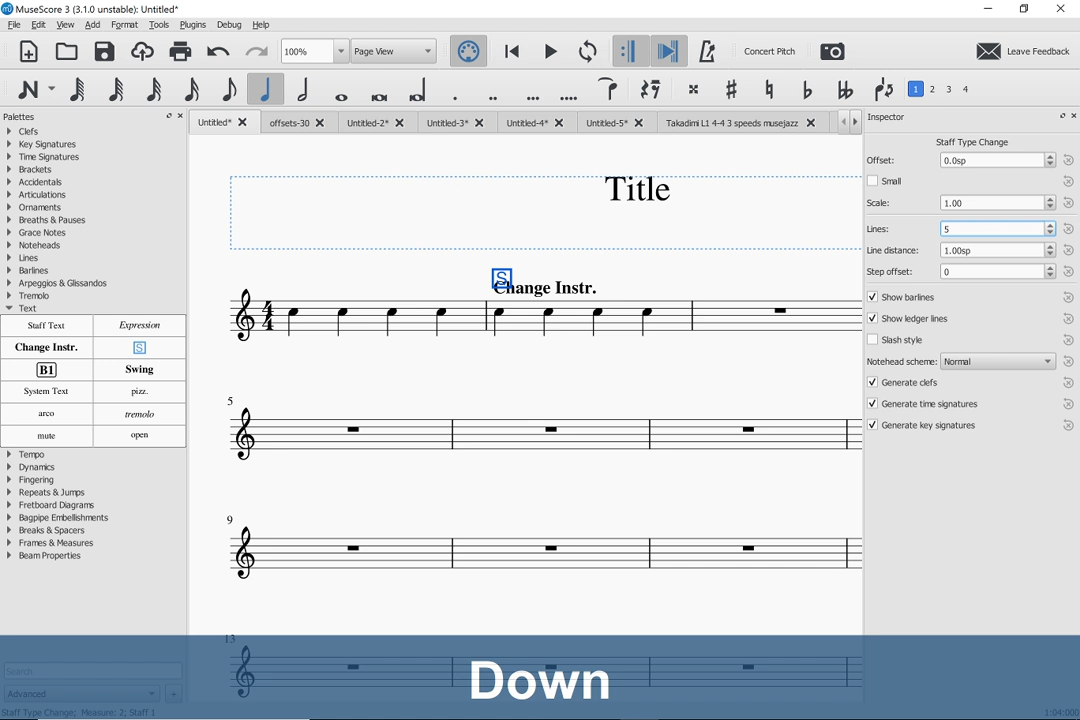 MuseScore 3 (3.1.0 unstable): Untitled*
File Edit View Add Format Tools Plugins Debug Help
100% Page View Concert Pitch Leave Feedback
1 2 3 4
Palettes
Clefs
Key Signatures
Time Signatures
Brackets
Accidentals
Articulations
Ornaments
Breaths & Pauses
Grace Notes
Noteheads
Lines
Barlines
Arpeggios & Glissandos
Tremolo
Text
Staff Text Expression
Change Instr. S
B1 Swing
System Text pizz.
arco tremolo
mute open
Tempo
Dynamics
Fingering
Repeats & Jumps
Fretboard Diagrams
Bagpipe Embellishments
Breaks & Spacers
Frames & Measures
Beam Properties
Search
Advanced +
Untitled* offsets-30 Untitled-2* Untitled-3* Untitled-4* Untitled-5* Takadimi L1 4-4 3 speeds musejazz
Title
S
Change Instr.
4
4
5
9
13
Inspector
Staff Type Change
Offset: 0.0sp
Small
Scale: 1.00
Lines: 5
Line distance: 1.00sp
Step offset: 0
Show barlines
Show ledger lines
Slash style
Notehead scheme: Normal
Generate clefs
Generate time signatures
Generate key signatures
Down
Staff Type Change; Measure: 2; Staff 1 1:04:000